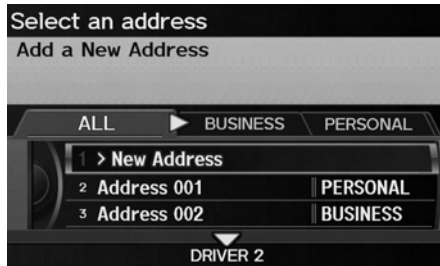 Select an address
Add a New Address
ALL BUSINESS PERSONAL
1 > New Address
2 Address 001 PERSONAL
3 Address 002 BUSINESS
DRIVER 2